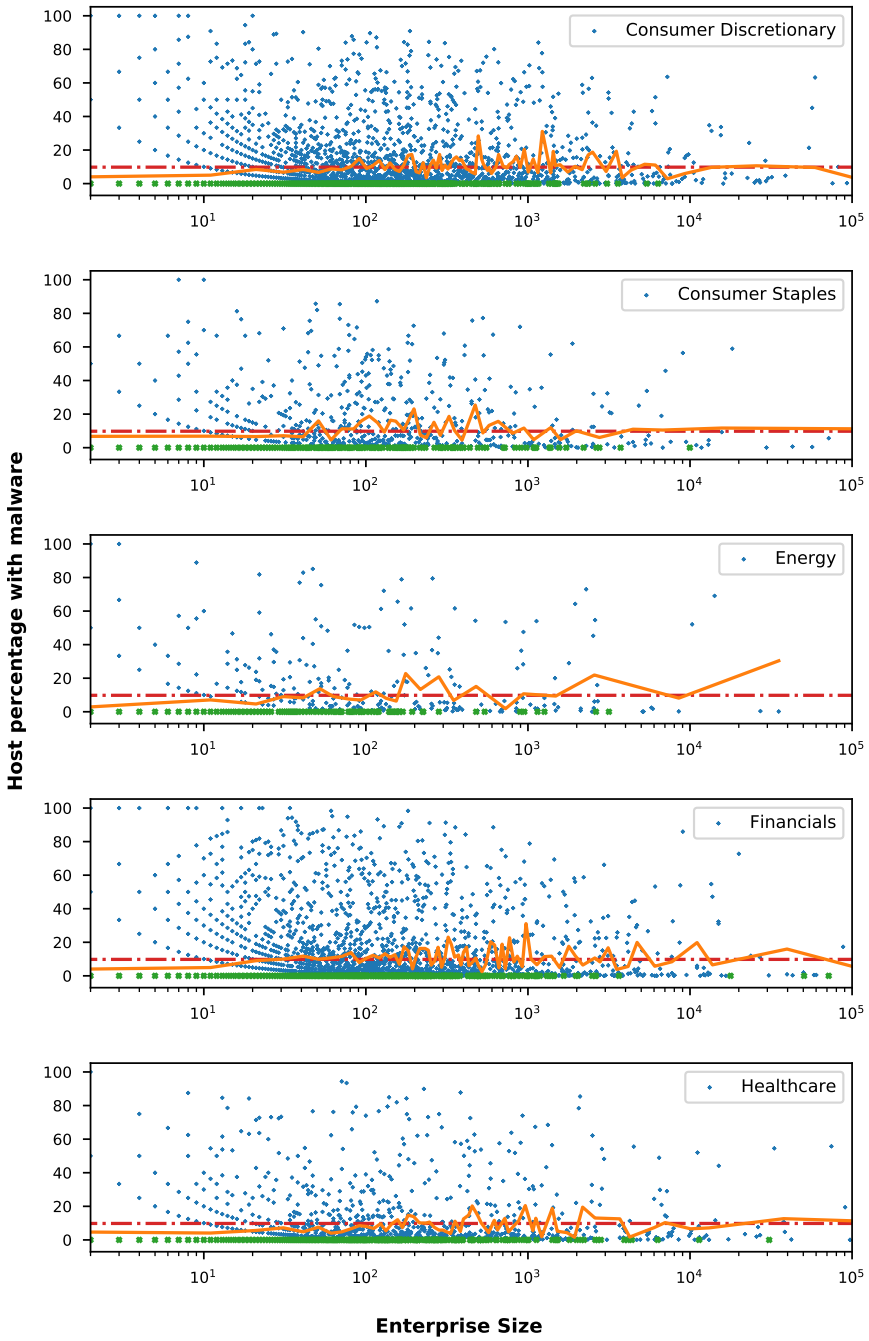 Host percentage with malware
100
80
60
40
20
0
Consumer Discretionary
10^1 10^2 10^3 10^4 10^5
100
80
60
40
20
0
Consumer Staples
10^1 10^2 10^3 10^4 10^5
100
80
60
40
20
0
Energy
10^1 10^2 10^3 10^4 10^5
100
80
60
40
20
0
Financials
10^1 10^2 10^3 10^4 10^5
100
80
60
40
20
0
Healthcare
10^1 10^2 10^3 10^4 10^5
Enterprise Size